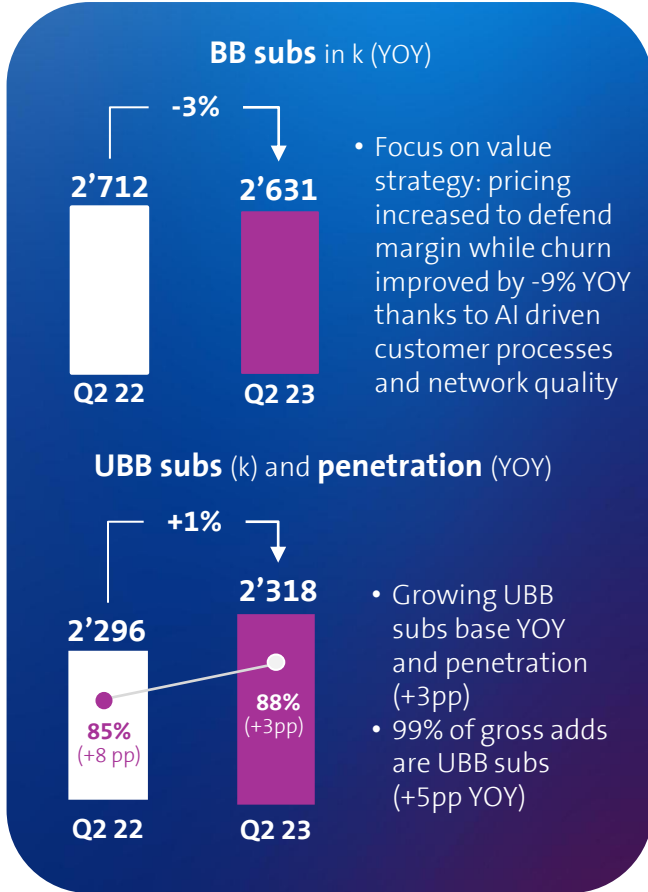 BB subs in k (YOY)
-3%
2’712
2’631
Q2 22
Q2 23
• Focus on value
strategy: pricing
increased to defend
margin while churn
improved by -9% YOY
thanks to AI driven
customer processes
and network quality
UBB subs (k) and penetration (YOY)
+1%
2’296
2’318
85%
(+8 pp)
88%
(+3pp)
Q2 22
Q2 23
• Growing UBB
subs base YOY
and penetration
(+3pp)
• 99% of gross adds
are UBB subs
(+5pp YOY)